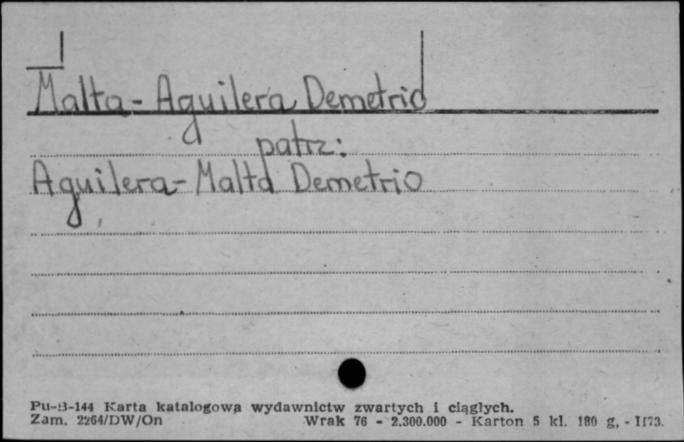 Malta-Aguilera Demetrio
patrz:
Aguilera-Malta Demetrio
Pu-B-144 Karta katalogowa wydawnictw zwartych i ciągłych.
Zam. 2264/DW/On Wrak 76 - 2.300.000 - Karton 5 kl. 180 g, - II73.